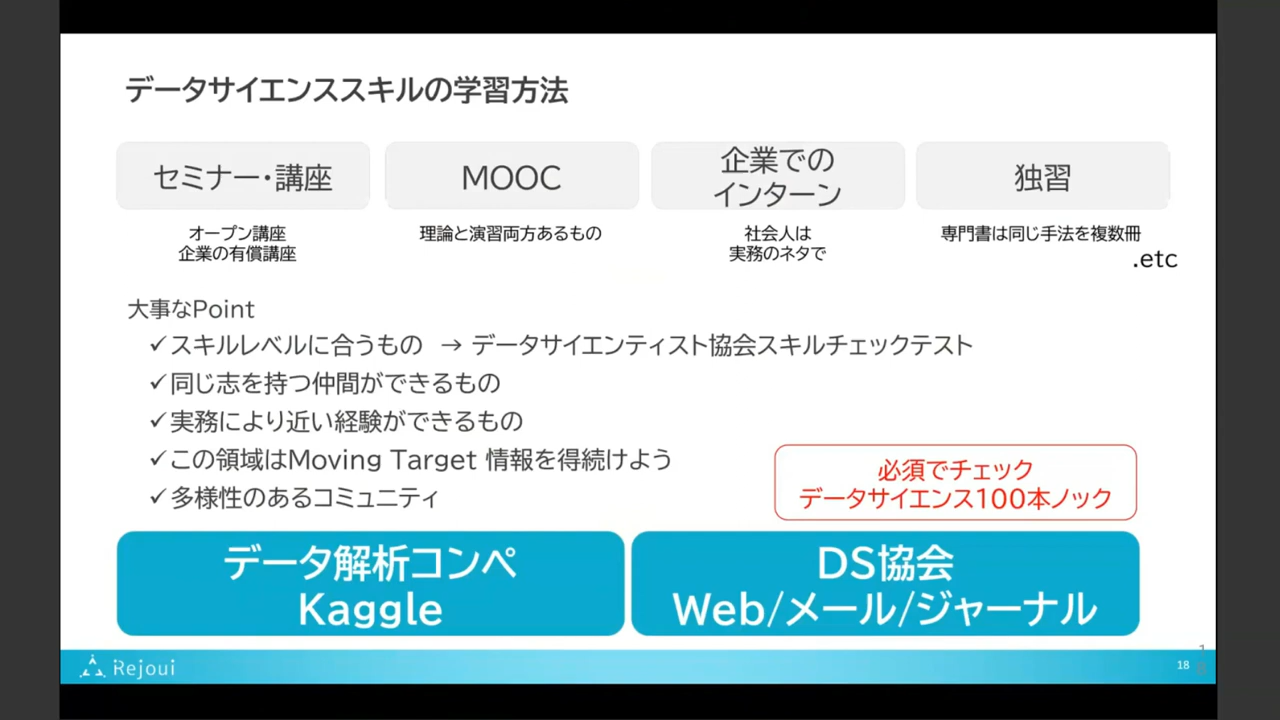 データサイエンススキルの学習方法
セミナー・講座
オープン講座
企業の有償講座
MOOC
理論と演習両方あるもの
企業での
インターン
社会人は
実務のネタで
独習
専門書は同じ手法を複数冊
.etc
大事なPoint
✓スキルレベルに合うもの → データサイエンティスト協会スキルチェックテスト
✓同じ志を持つ仲間ができるもの
✓実務により近い経験ができるもの
✓この領域はMoving Target 情報を得続けよう
✓多様性のあるコミュニティ
必須でチェック
データサイエンス100本ノック
データ解析コンペ
Kaggle
DS協会
Web/メール/ジャーナル
Rejoui
18